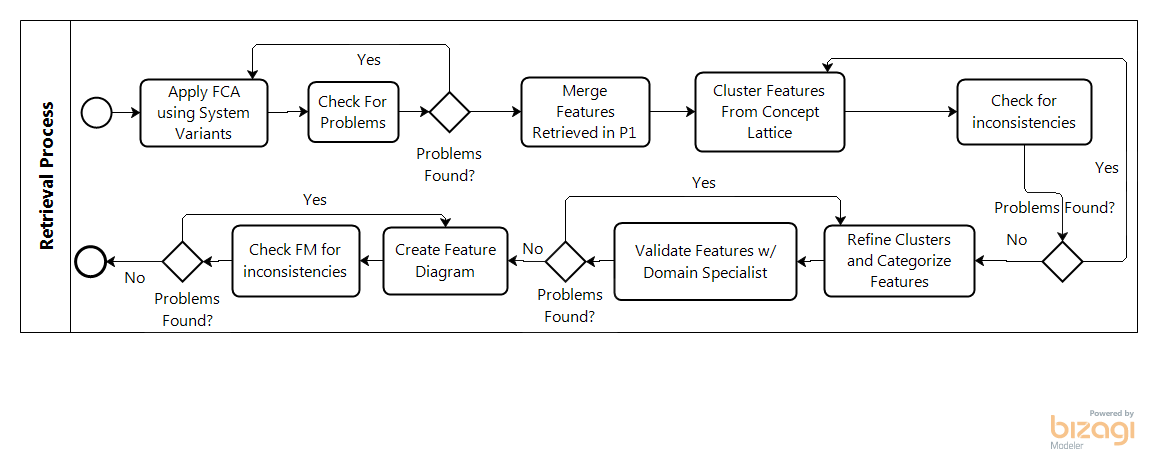 Retrieval Process
Yes
Apply FCA
using System
Variants
Check For
Problems
Problems
Found?
Merge
Features
Retrieved in P1
Cluster Features
From Concept
Lattice
Check for
inconsistencies
Yes
Problems Found?
No
Refine Clusters
and Categorize
Features
Yes
Validate Features w/
Domain Specialist
No
Problems
Found?
Create Feature
Diagram
Yes
Check FM for
inconsistencies
Problems
Found?
No
Powered by
bizagi
Modeler